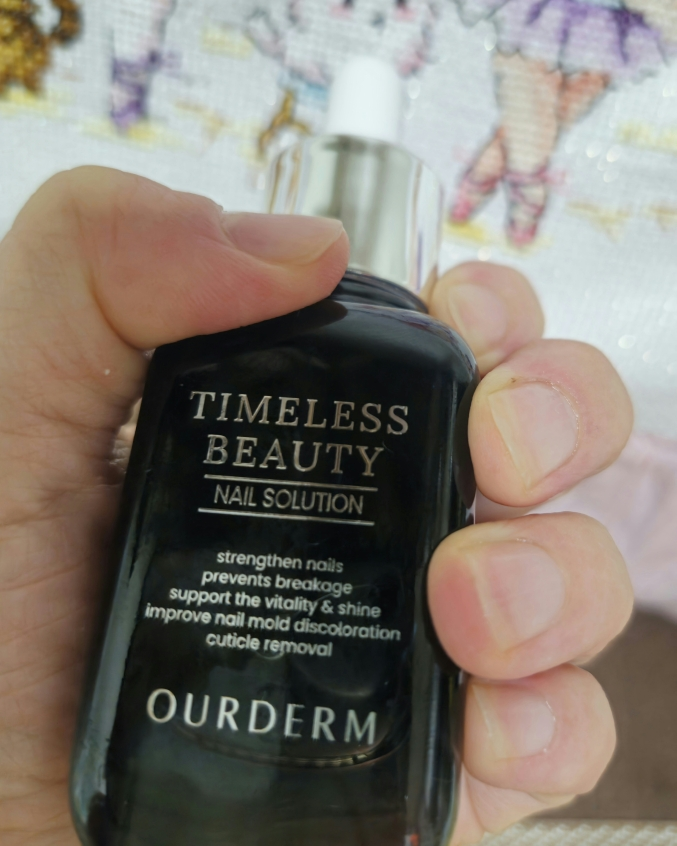 TIMELESS
BEAUTY
NAIL SOLUTION
strengthen nails
prevents breakage
support the vitality & shine
improve nail mold discoloration
cuticle removal
OURDERM